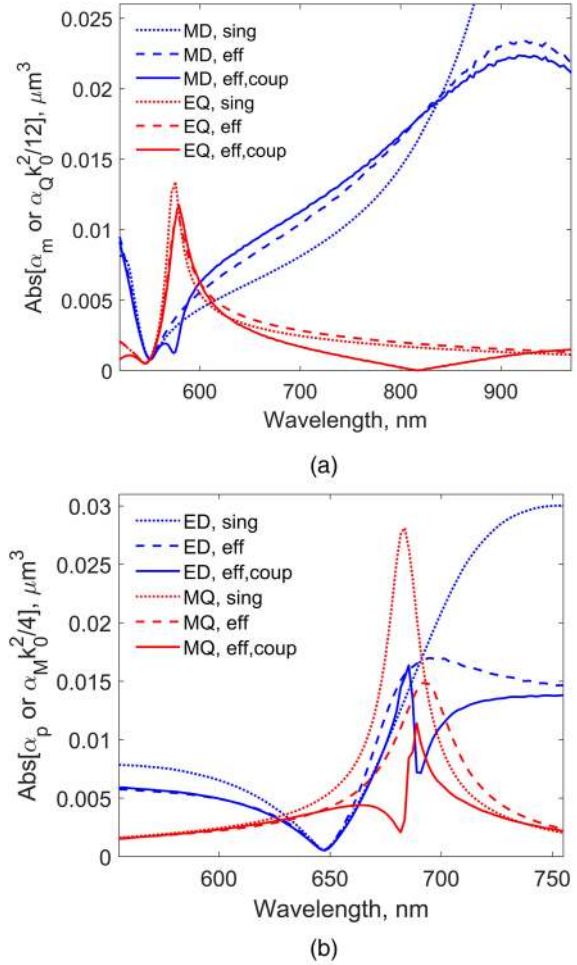 0.025
0.02
0.015
0.01
0.005
0
Abs[α_m or α_Q k_0^2/12], μm^3
MD, sing
MD, eff
MD, eff,coup
EQ, sing
EQ, eff
EQ, eff,coup
600 700 800 900
Wavelength, nm
(a)
0.03
0.025
0.02
0.015
0.01
0.005
0
Abs[α_p or α_M k_0^2/4], μm^3
ED, sing
ED, eff
ED, eff,coup
MQ, sing
MQ, eff
MQ, eff,coup
600 650 700 750
Wavelength, nm
(b)